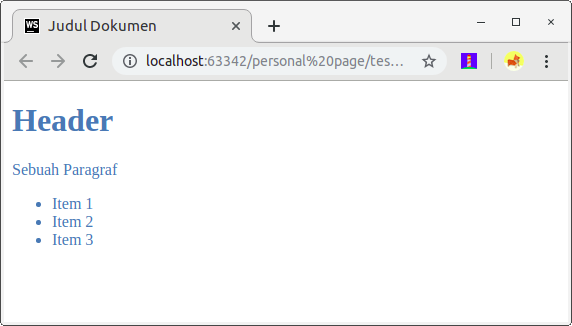 WS Judul Dokumen
localhost:63342/personal%20page/tes...
Header
Sebuah Paragraf
Item 1
Item 2
Item 3